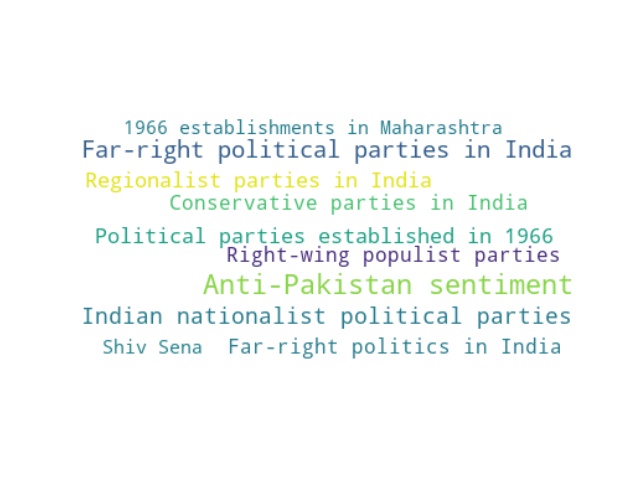 1966 establishments in Maharashtra
Far-right political parties in India
Regionalist parties in India
Conservative parties in India
Political parties established in 1966
Right-wing populist parties
Anti-Pakistan sentiment
Indian nationalist political parties
Shiv Sena Far-right politics in India